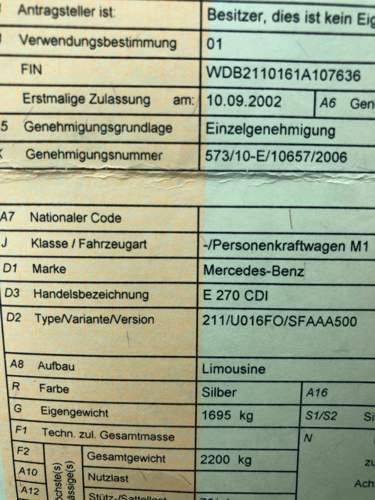 Antragsteller ist: Besitzer, dies ist kein
Verwendungsbestimmung 01
FIN WDB2110161A107636
Erstmalige Zulassung am: 10.09.2002 A6
5 Genehmigungsgrundlage Einzelgenehmigung
K Genehmigungsnummer 573/10-E/10657/2006
A7 Nationaler Code
J Klasse / Fahrzeugart -/Personenkraftwagen M1
D1 Marke Mercedes-Benz
D3 Handelsbezeichnung E 270 CDI
D2 Type/Variante/Version 211/U016FO/SFAAA500
A8 Aufbau Limousine
R Farbe Silber A16
G Eigengewicht 1695 kg S1/S2
F1 Techn. zul. Gesamtmasse N
F2 Gesamtgewicht 2200 kg
A10 Nutzlast
A12 Stütz-/Sattellast